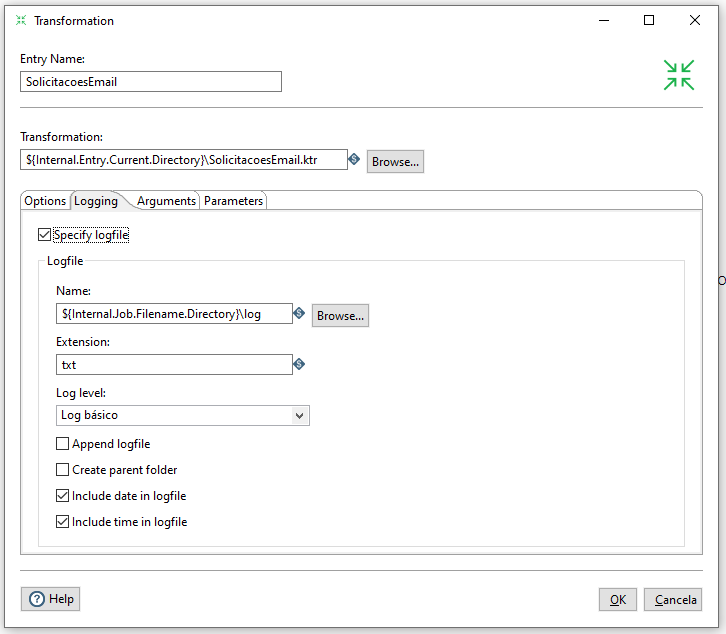 Transformation
Entry Name:
SolicitacoesEmail
Transformation:
${Internal.Entry.Current.Directory}\SolicitacoesEmail.ktr
Browse...
Options Logging Arguments Parameters
Specify logfile
Logfile
Name:
${Internal.Job.Filename.Directory}\log
Browse...
Extension:
txt
Log level:
Log básico
Append logfile
Create parent folder
Include date in logfile
Include time in logfile
Help
OK
Cancela